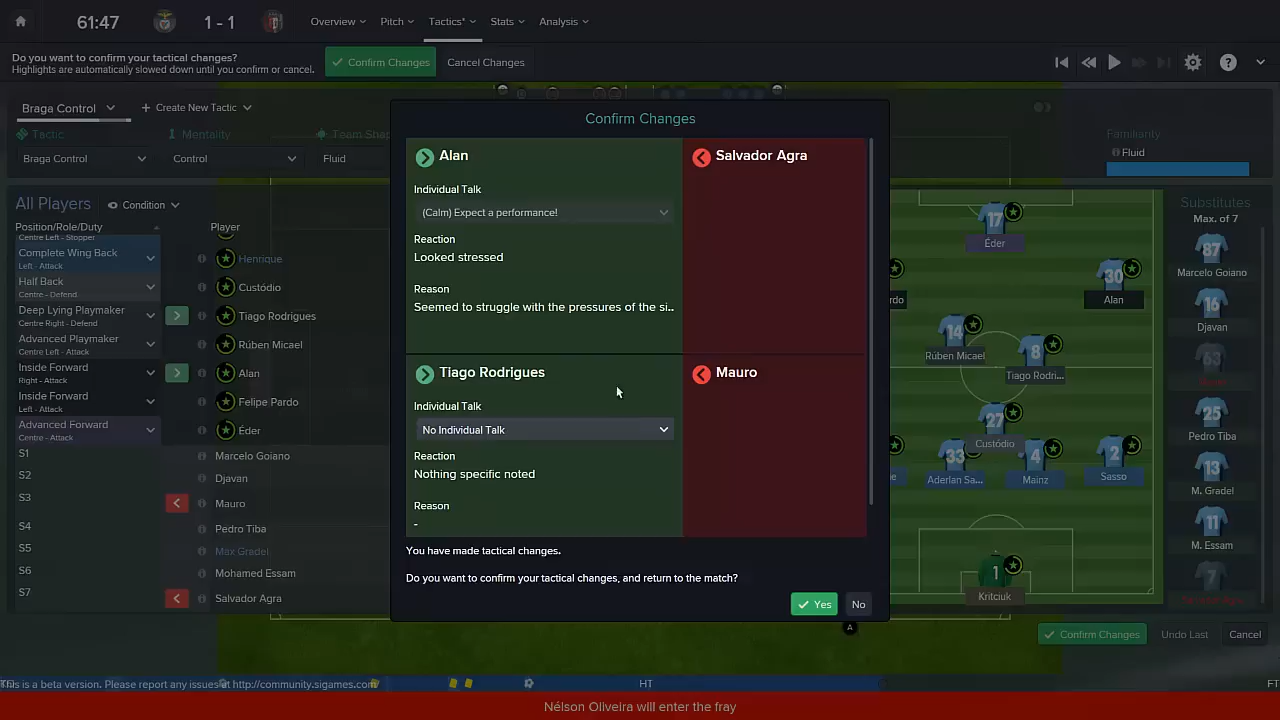 61:47
1 - 1
Overview
Pitch
Tactics*
Stats
Analysis
Do you want to confirm your tactical changes?
Highlights are automatically slowed down until you confirm or cancel.
Confirm Changes
Cancel Changes
Braga Control
Create New Tactic
Confirm Changes
Tactic
Mentality
Team Shap
Familiarity
Braga Control
Control
Fluid
Fluid
Alan
Salvador Agra
Individual Talk
(Calm) Expect a performance!
Reaction
Looked stressed
Reason
Seemed to struggle with the pressures of the si...
Tiago Rodrigues
Mauro
Individual Talk
No Individual Talk
Reaction
Nothing specific noted
Reason
-
You have made tactical changes.
Do you want to confirm your tactical changes, and return to the match?
Yes
No
All Players
Condition
Position/Role/Duty
Player
Centre Left - Stopper
Complete Wing Back
Left - Attack
Henrique
Half Back
Centre - Defend
Custódio
Deep Lying Playmaker
Centre Right - Defend
Tiago Rodrigues
Advanced Playmaker
Centre Left - Attack
Rúben Micael
Inside Forward
Right - Attack
Alan
Inside Forward
Left - Attack
Felipe Pardo
Advanced Forward
Centre - Attack
Éder
S1
Marcelo Goiano
S2
Djavan
S3
Mauro
S4
Pedro Tiba
S5
Max Gradel
S6
Mohamed Essam
S7
Salvador Agra
17
Éder
rdo
30
Alan
14
Rúben Micael
8
Tiago Rodri...
27
Custódio
33
Aderlan Sa...
4
Mainz
2
Sasso
1
Kritciuk
Substitutes
Max. of 7
87
Marcelo Goiano
16
Djavan
63
Mauro
25
Pedro Tiba
13
M. Gradel
11
M. Essam
7
Salvador Agra
A
Confirm Changes
Undo Last
Cancel
This is a beta version. Please report any issues at http://community.sigames.com
HT
FT
Nélson Oliveira will enter the fray